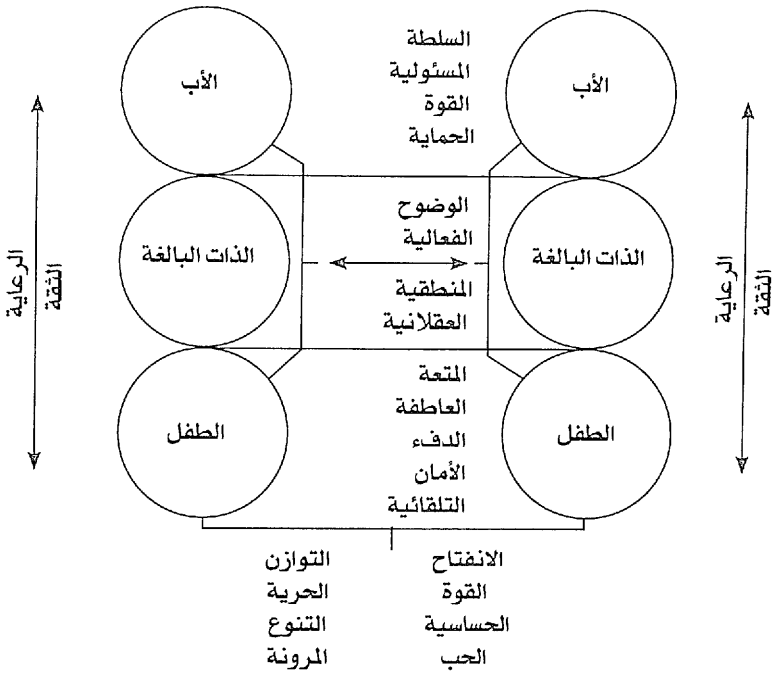 السلطة
المسئولية
القوة
الحماية
الأب
الأب
الوضوح
الفعالية
المنطقية
العقلانية
الذات البالغة
الذات البالغة
الرعاية
الثقة
الرعاية
الثقة
المتعة
العاطفة
الدفء
الأمان
التلقائية
الطفل
الطفل
الانفتاح
القوة
الحساسية
الحب
التوازن
الحرية
التنوع
المرونة